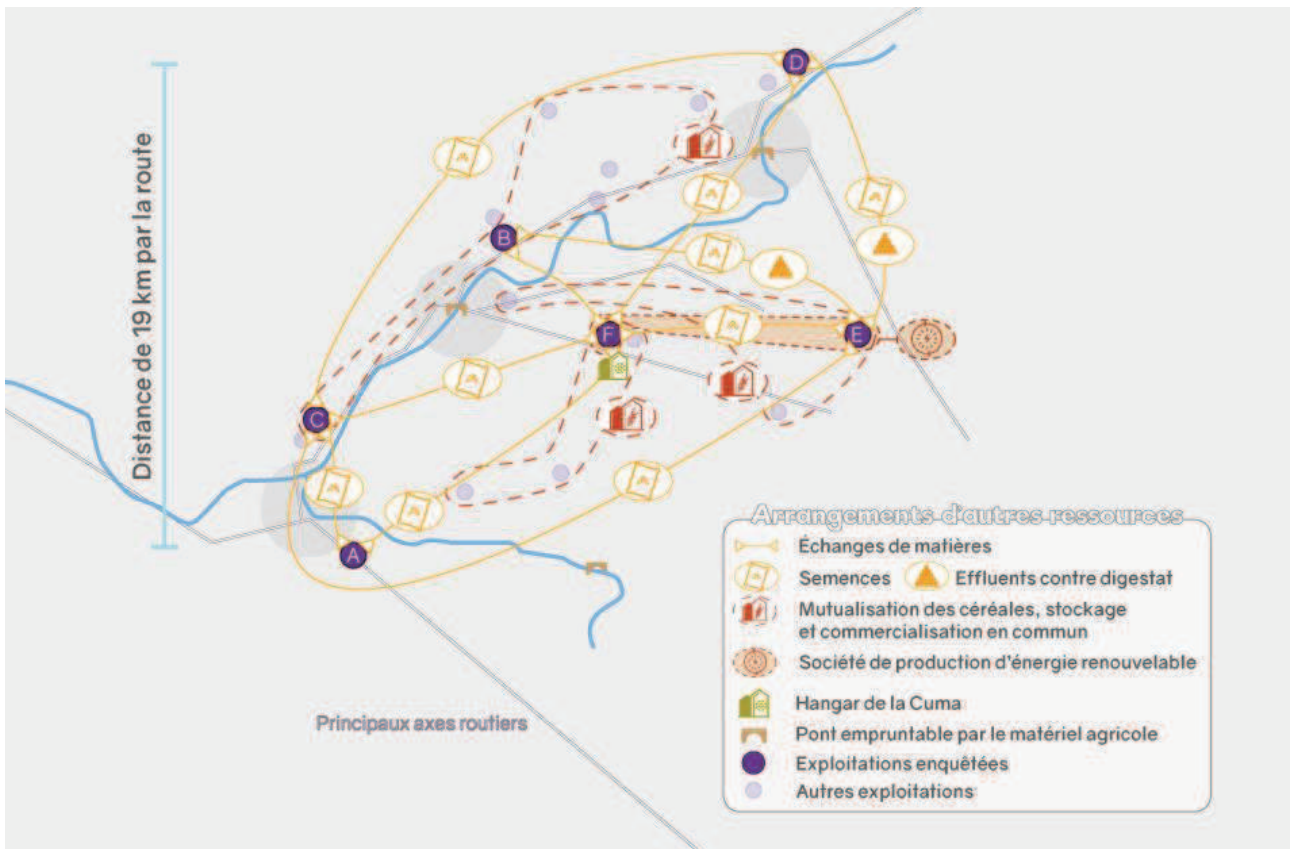 Distance de 19 km par la route
D
B
F
E
C
A
Principaux axes routiers
Arrangements d'autres ressources
Échanges de matières
Semences
Effluents contre digestat
Mutualisation des céréales, stockage
et commercialisation en commun
Société de production d'énergie renouvelable
Hangar de la Cuma
Pont empruntable par le matériel agricole
Exploitations enquêtées
Autres exploitations